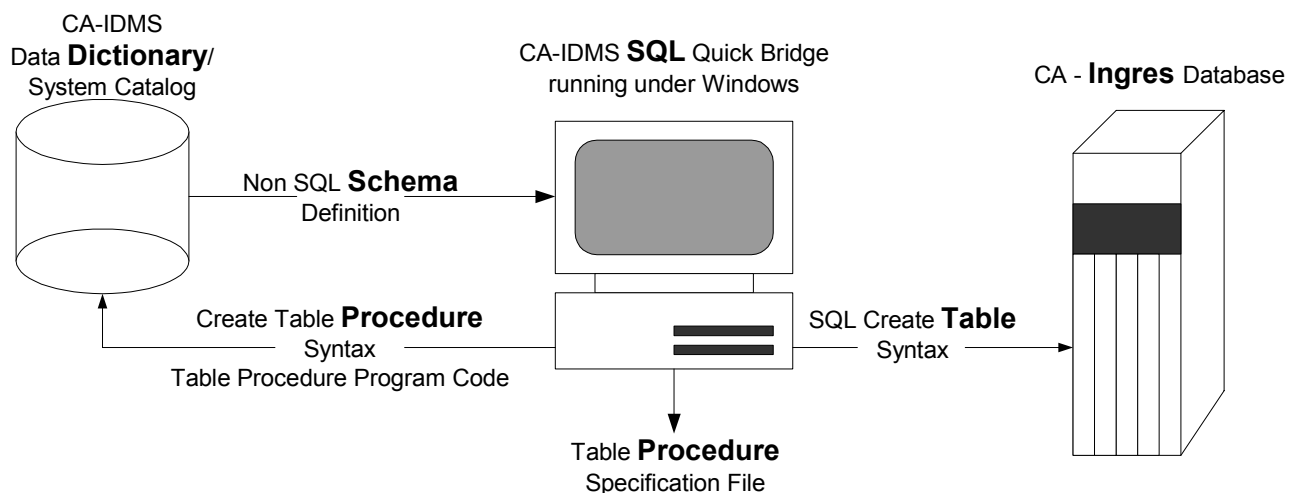 CA-IDMS
Data Dictionary/
System Catalog
CA-IDMS SQL Quick Bridge
running under Windows
CA - Ingres Database
Non SQL Schema
Definition
Create Table Procedure
Syntax
Table Procedure Program Code
SQL Create Table
Syntax
Table Procedure
Specification File